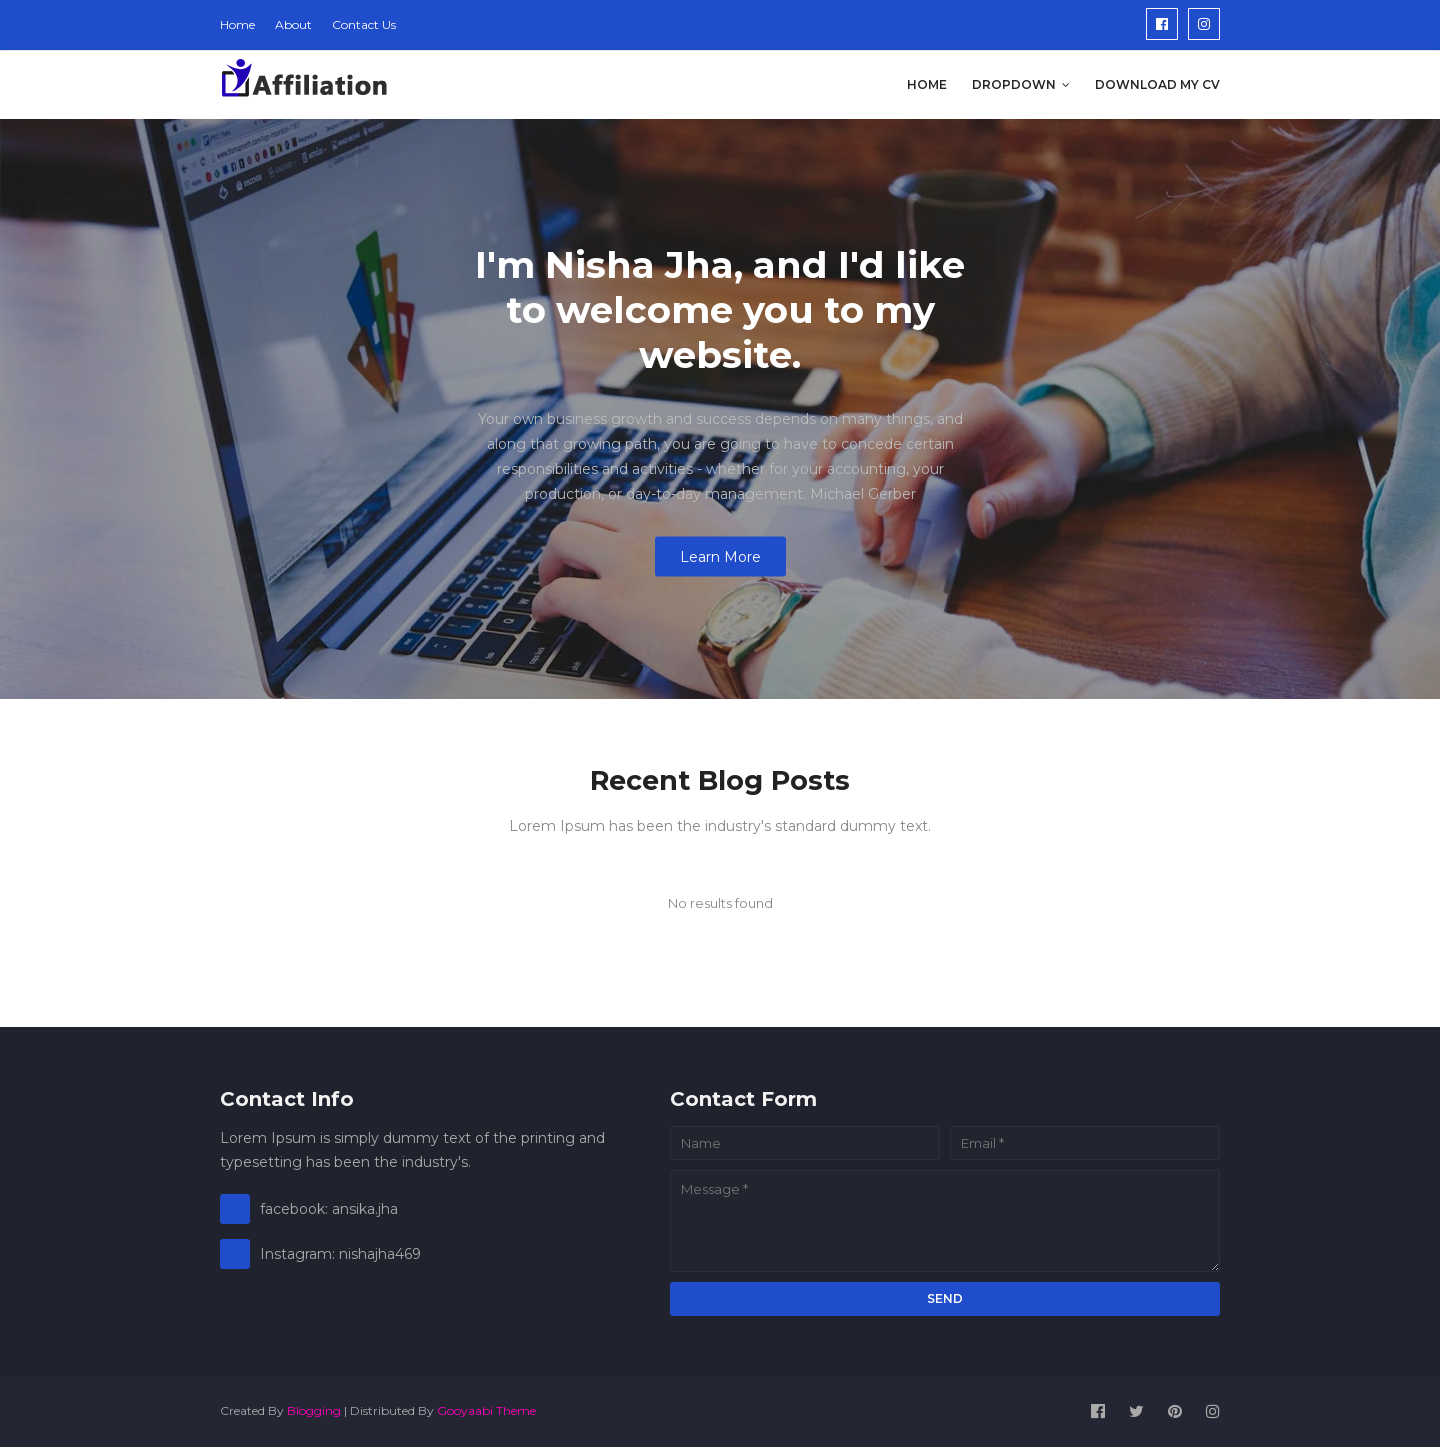 Home About Contact Us
Affiliation
HOME DROPDOWN DOWNLOAD MY CV
I'm Nisha Jha, and I'd like
to welcome you to my
website.
Your own business growth and success depends on many things, and
along that growing path, you are going to have to concede certain
responsibilities and activities - whether for your accounting, your
production, or day-to-day management. Michael Gerber
Learn More
Recent Blog Posts
Lorem Ipsum has been the industry's standard dummy text.
No results found
Contact Info
Lorem Ipsum is simply dummy text of the printing and
typesetting has been the industry's.
facebook: ansika.jha
Instagram: nishajha469
Contact Form
Name
Email *
Message *
SEND
Created By Blogging | Distributed By Gooyaabi Theme